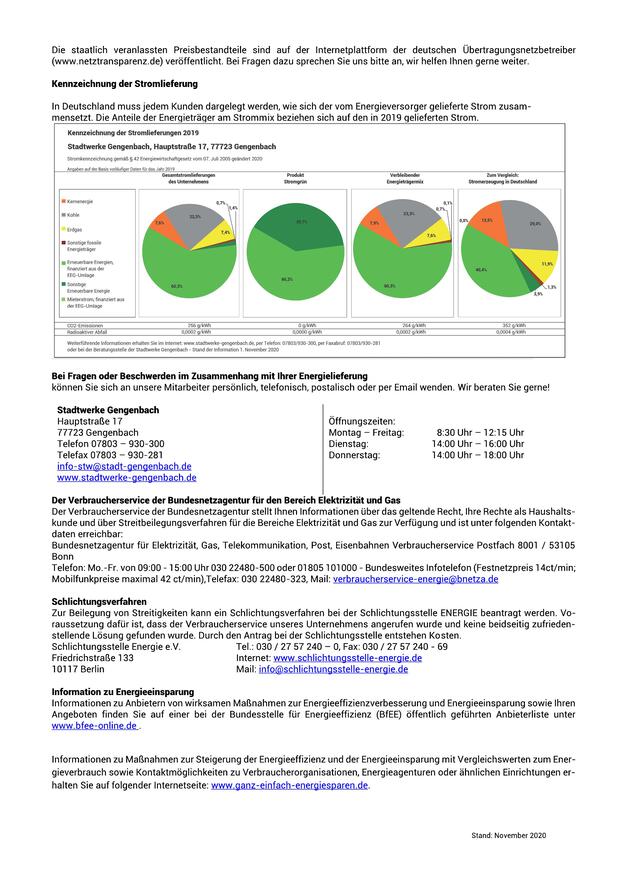 Die staatlich veranlassten Preisbestandteile sind auf der Internetplattform der deutschen Übertragungsnetzbetreiber
(www.netztransparenz.de) veröffentlicht. Bei Fragen dazu sprechen Sie uns bitte an, wir helfen Ihnen gerne weiter.
Kennzeichnung der Stromlieferung
In Deutschland muss jedem Kunden dargelegt werden, wie sich der vom Energieversorger gelieferte Strom zusam-
mensetzt. Die Anteile der Energieträger am Strommix beziehen sich auf den in 2019 gelieferten Strom.
Kennzeichnung der Stromlieferungen 2019
Stadtwerke Gengenbach, Hauptstraße 17, 77723 Gengenbach
Stromkennzeichnung gemäß § 42 Energiewirtschaftgesetz vom 07. Juli 2005 geändert 2020
Angaben auf der Basis vorläufiger Daten für das Jahr 2019
Gesamtstromlieferungen
des Unternehmens
Produkt
Stromgrün
Verbleibender
Energieträgermix
Zum Vergleich:
Stromerzeugung in Deutschland
Kernenergie
Kohle
Erdgas
Sonstige fossile
Energieträger
Erneuerbare Energien,
finanziert aus der
EEG-Umlage
Sonstige
Erneuerbare Energie
Mieterstrom, finanziert aus
der EEG-Umlage
7,6%
22,3%
0,7%
1,4%
7,4%
60,3%
60,3%
7,9%
23,3%
0,7%
0,1%
7,6%
60,3%
0,0%
13,5%
29,4%
11,9%
1,3%
3,9%
40,4%
CO2-Emissionen 256 g/kWh 0 g/kWh 264 g/kWh 352 g/kWh
Radioaktiver Abfall 0,0002 g/kWh 0,0000 g/kWh 0,0002 g/kWh 0,0004 g/kWh
Weiterführende Informationen erhalten Sie im Internet: www.stadtwerke-gengenbach.de, per Telefon: 07803/930-300, per Faxabruf: 07803/930-281
oder bei der Beratungsstelle der Stadtwerke Gengenbach – Stand der Information 1. November 2020
Bei Fragen oder Beschwerden im Zusammenhang mit Ihrer Energielieferung
können Sie sich an unsere Mitarbeiter persönlich, telefonisch, postalisch oder per Email wenden. Wir beraten Sie gerne!
Stadtwerke Gengenbach
Hauptstraße 17
77723 Gengenbach
Telefon 07803 – 930-300
Telefax 07803 – 930-281
info-stw@stadt-gengenbach.de
www.stadtwerke-gengenbach.de
Öffnungszeiten:
Montag – Freitag: 8:30 Uhr – 12:15 Uhr
Dienstag: 14:00 Uhr – 16:00 Uhr
Donnerstag: 14:00 Uhr – 18:00 Uhr
Der Verbraucherservice der Bundesnetzagentur für den Bereich Elektrizität und Gas
Der Verbraucherservice der Bundesnetzagentur stellt Ihnen Informationen über das geltende Recht, Ihre Rechte als Haushalts-
kunde und über Streitbeilegungsverfahren für die Bereiche Elektrizität und Gas zur Verfügung und ist unter folgenden Kontakt-
daten erreichbar:
Bundesnetzagentur für Elektrizität, Gas, Telekommunikation, Post, Eisenbahnen Verbraucherservice Postfach 8001 / 53105
Bonn
Telefon: Mo.-Fr. von 09:00 - 15:00 Uhr 030 22480-500 oder 01805 101000 - Bundesweites Infotelefon (Festnetzpreis 14ct/min;
Mobilfunkpreise maximal 42 ct/min),Telefax: 030 22480-323, Mail: verbraucherservice-energie@bnetza.de
Schlichtungsverfahren
Zur Beilegung von Streitigkeiten kann ein Schlichtungsverfahren bei der Schlichtungsstelle ENERGIE beantragt werden. Vo-
raussetzung dafür ist, dass der Verbraucherservice unseres Unternehmens angerufen wurde und keine beidseitig zufrieden-
stellende Lösung gefunden wurde. Durch den Antrag bei der Schlichtungsstelle entstehen Kosten.
Schlichtungsstelle Energie e.V. Tel.: 030 / 27 57 240 – 0, Fax: 030 / 27 57 240 - 69
Friedrichstraße 133 Internet: www.schlichtungsstelle-energie.de
10117 Berlin Mail: info@schlichtungsstelle-energie.de
Information zu Energieeinsparung
Informationen zu Anbietern von wirksamen Maßnahmen zur Energieeffizienzverbesserung und Energieeinsparung sowie Ihren
Angeboten finden Sie auf einer bei der Bundesstelle für Energieeffizienz (BfEE) öffentlich geführten Anbieterliste unter
www.bfee-online.de .
Informationen zu Maßnahmen zur Steigerung der Energieeffizienz und der Energieeinsparung mit Vergleichswerten zum Ener-
gieverbrauch sowie Kontaktmöglichkeiten zu Verbraucherorganisationen, Energieagenturen oder ähnlichen Einrichtungen er-
halten Sie auf folgender Internetseite: www.ganz-einfach-energiesparen.de.
Stand: November 2020